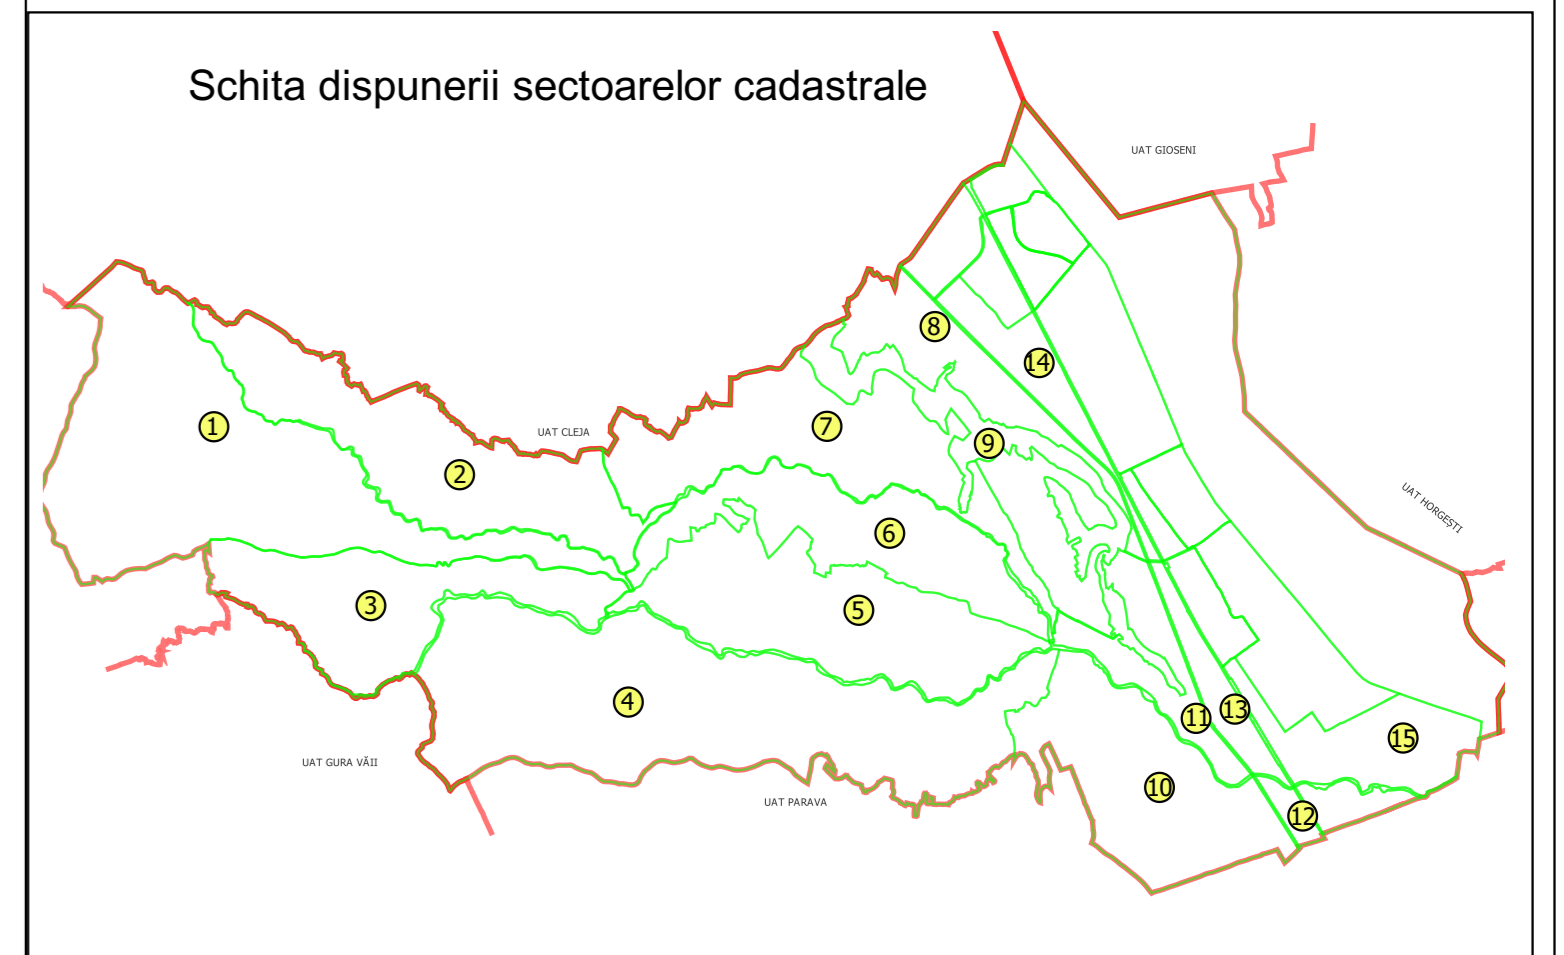 Schita dispunerii sectoarelor cadastrale
UAT GIOSENI
8
14
1
7
UAT CLEJA
9
2
UAT HORGEȘTI
6
3
5
4
11
13
15
UAT GURA VĂII
10
UAT PARAVA
12